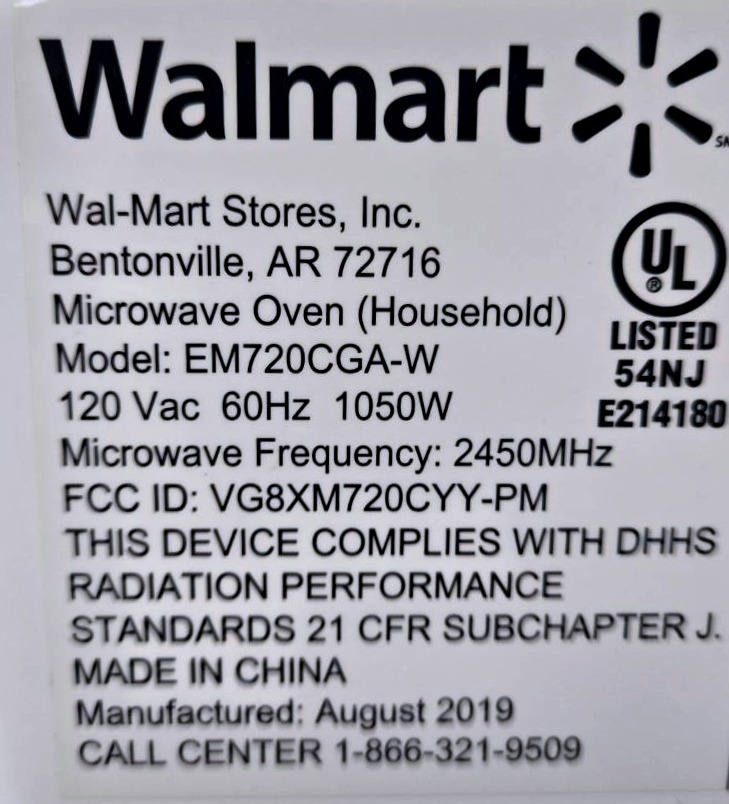 Walmart
SM
Wal-Mart Stores, Inc.
Bentonville, AR 72716
Microwave Oven (Household)
Model: EM720CGA-W
120 Vac 60Hz 1050W
Microwave Frequency: 2450MHz
FCC ID: VG8XM720CYY-PM
THIS DEVICE COMPLIES WITH DHHS
RADIATION PERFORMANCE
STANDARDS 21 CFR SUBCHAPTER J.
MADE IN CHINA
Manufactured: August 2019
CALL CENTER 1-866-321-9509
UL
®
LISTED
54NJ
E214180